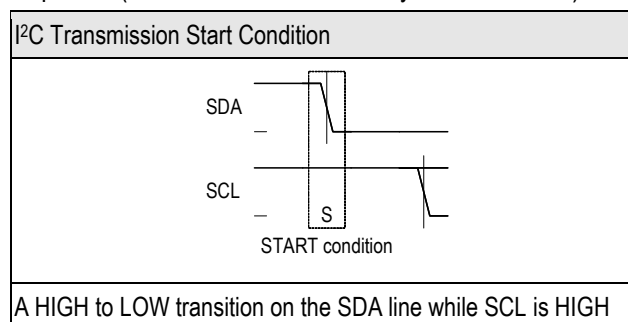 I²C Transmission Start Condition
SDA
SCL
S
START condition
A HIGH to LOW transition on the SDA line while SCL is HIGH